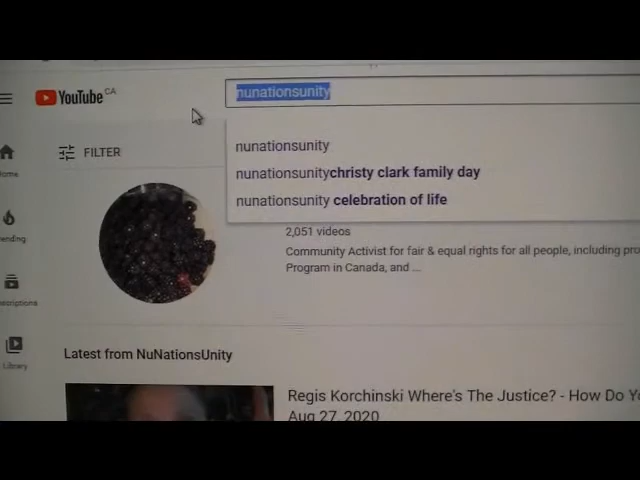 YouTube CA
nunationsunity
FILTER
nunationsunity
nunationsunitychristy clark family day
nunationsunity celebration of life
2,051 videos
Community Activist for fair & equal rights for all people, including
Program in Canada, and ...
Library
Latest from NuNationsUnity
Regis Korchinski Where's The Justice? - How Do
Aug 27, 2020